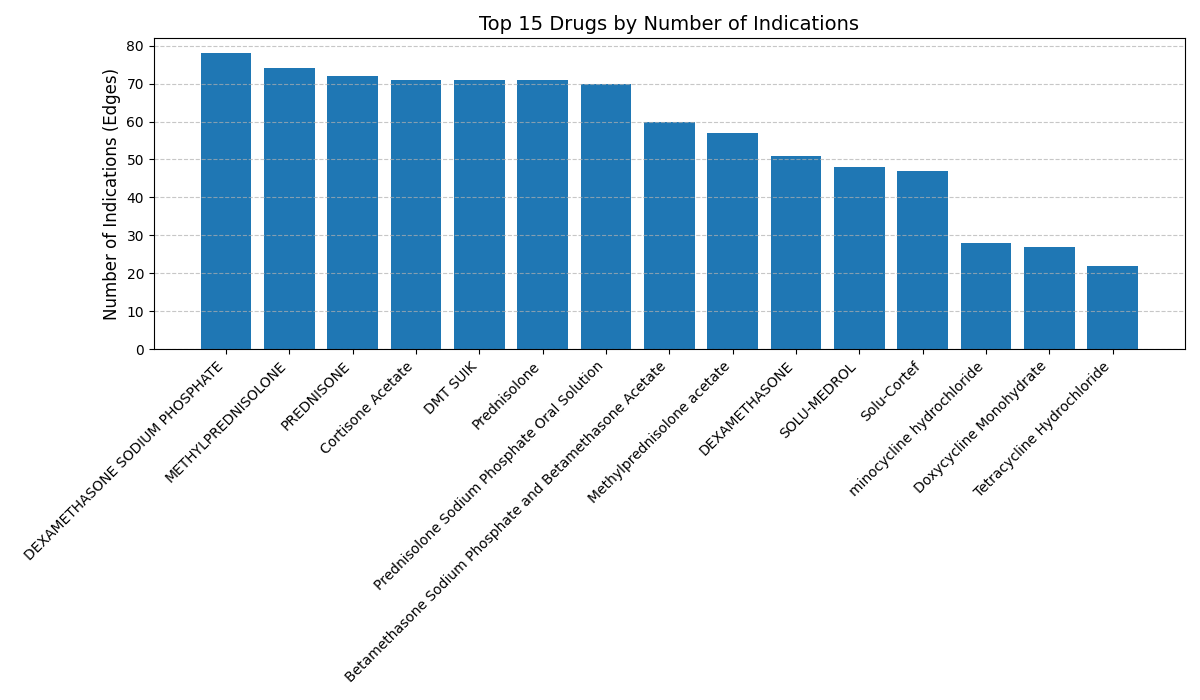 Top 15 Drugs by Number of Indications
Number of Indications (Edges)
80
70
60
50
40
30
20
10
0
DEXAMETHASONE SODIUM PHOSPHATE
METHYLPREDNISOLONE
PREDNISONE
Cortisone Acetate
DMT SUIK
Prednisolone
Prednisolone Sodium Phosphate Oral Solution
Betamethasone Sodium Phosphate and Betamethasone Acetate
Methylprednisolone acetate
DEXAMETHASONE
SOLU-MEDROL
Solu-Cortef
minocycline hydrochloride
Doxycycline Monohydrate
Tetracycline Hydrochloride